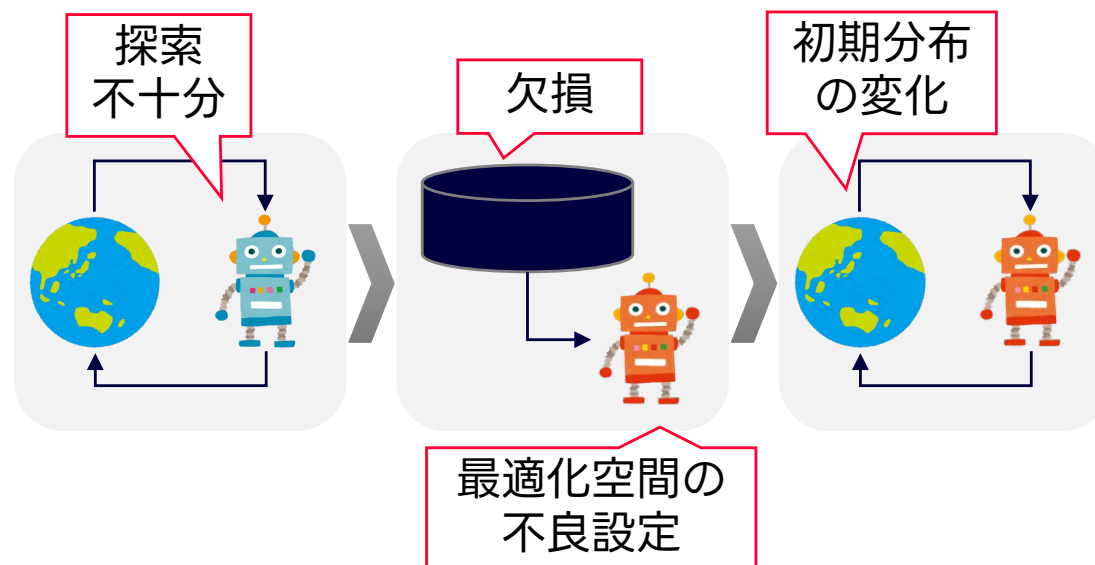 探索
不十分
欠損
初期分布
の変化
最適化空間の
不良設定